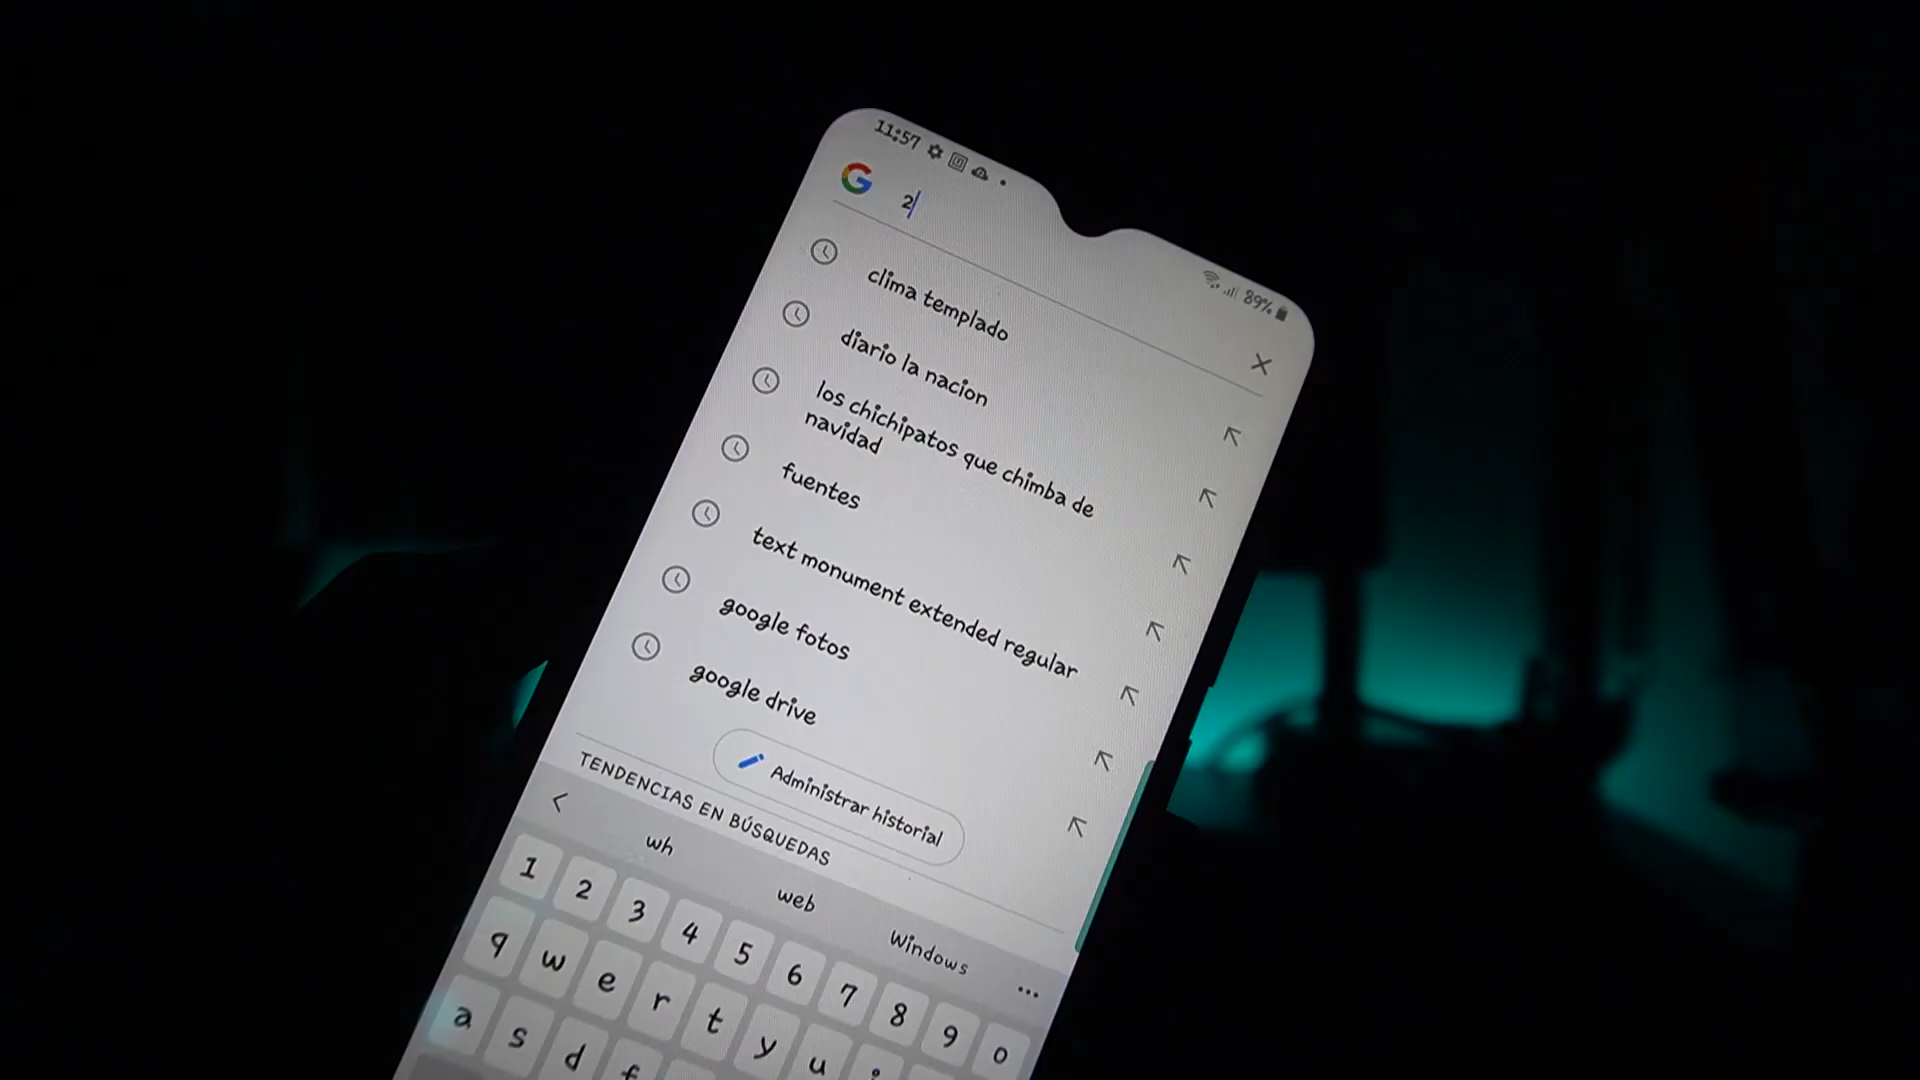 11:57
89%
2
clima templado
diario la nacion
los chichipatos que chimba de
navidad
fuentes
text monument extended regular
google fotos
google drive
Administrar historial
TENDENCIAS EN BÚSQUEDAS
wh web Windows ...
1 2 3 4 5 6 7 8 9 0
q w e r t y u i
a s d f